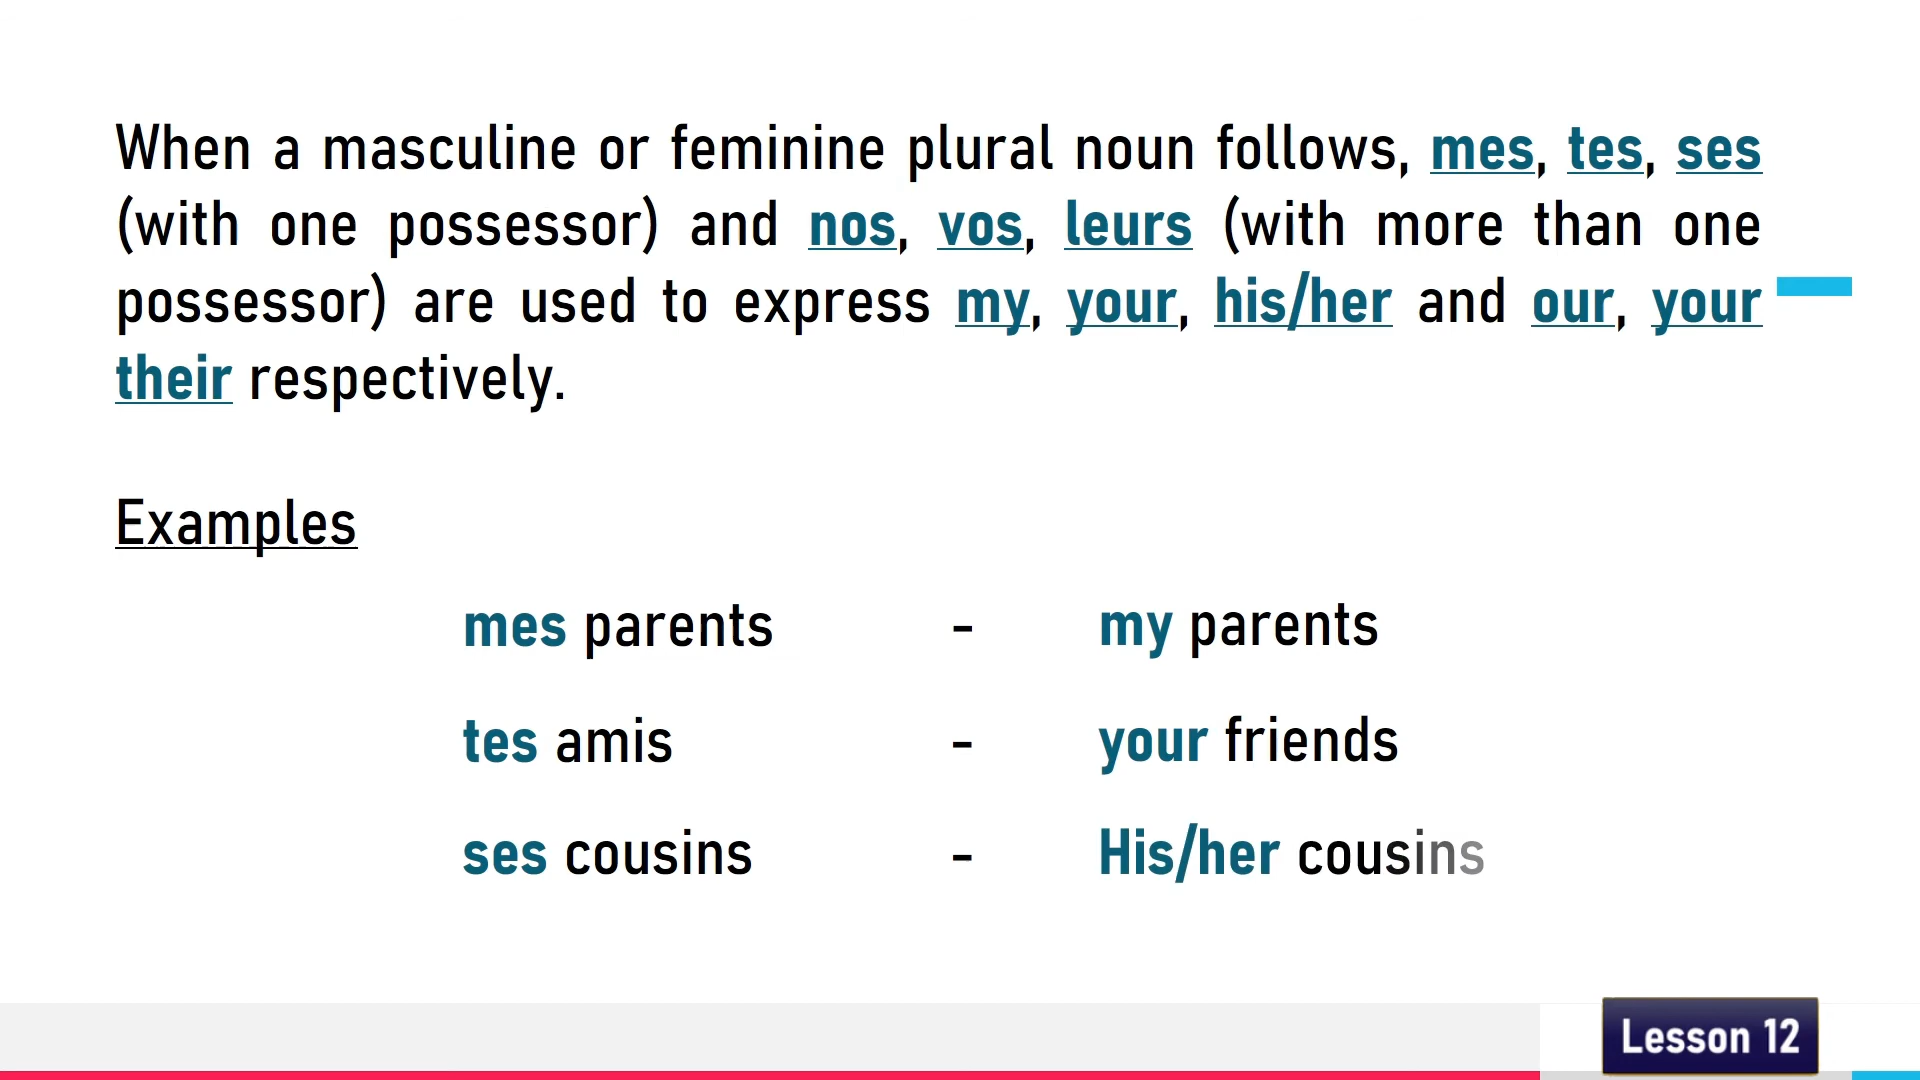 When a masculine or feminine plural noun follows, mes, tes, ses
(with one possessor) and nos, vos, leurs (with more than one
possessor) are used to express my, your, his/her and our, your
their respectively.
Examples
mes parents - my parents
tes amis - your friends
ses cousins - His/her cousins
Lesson 12